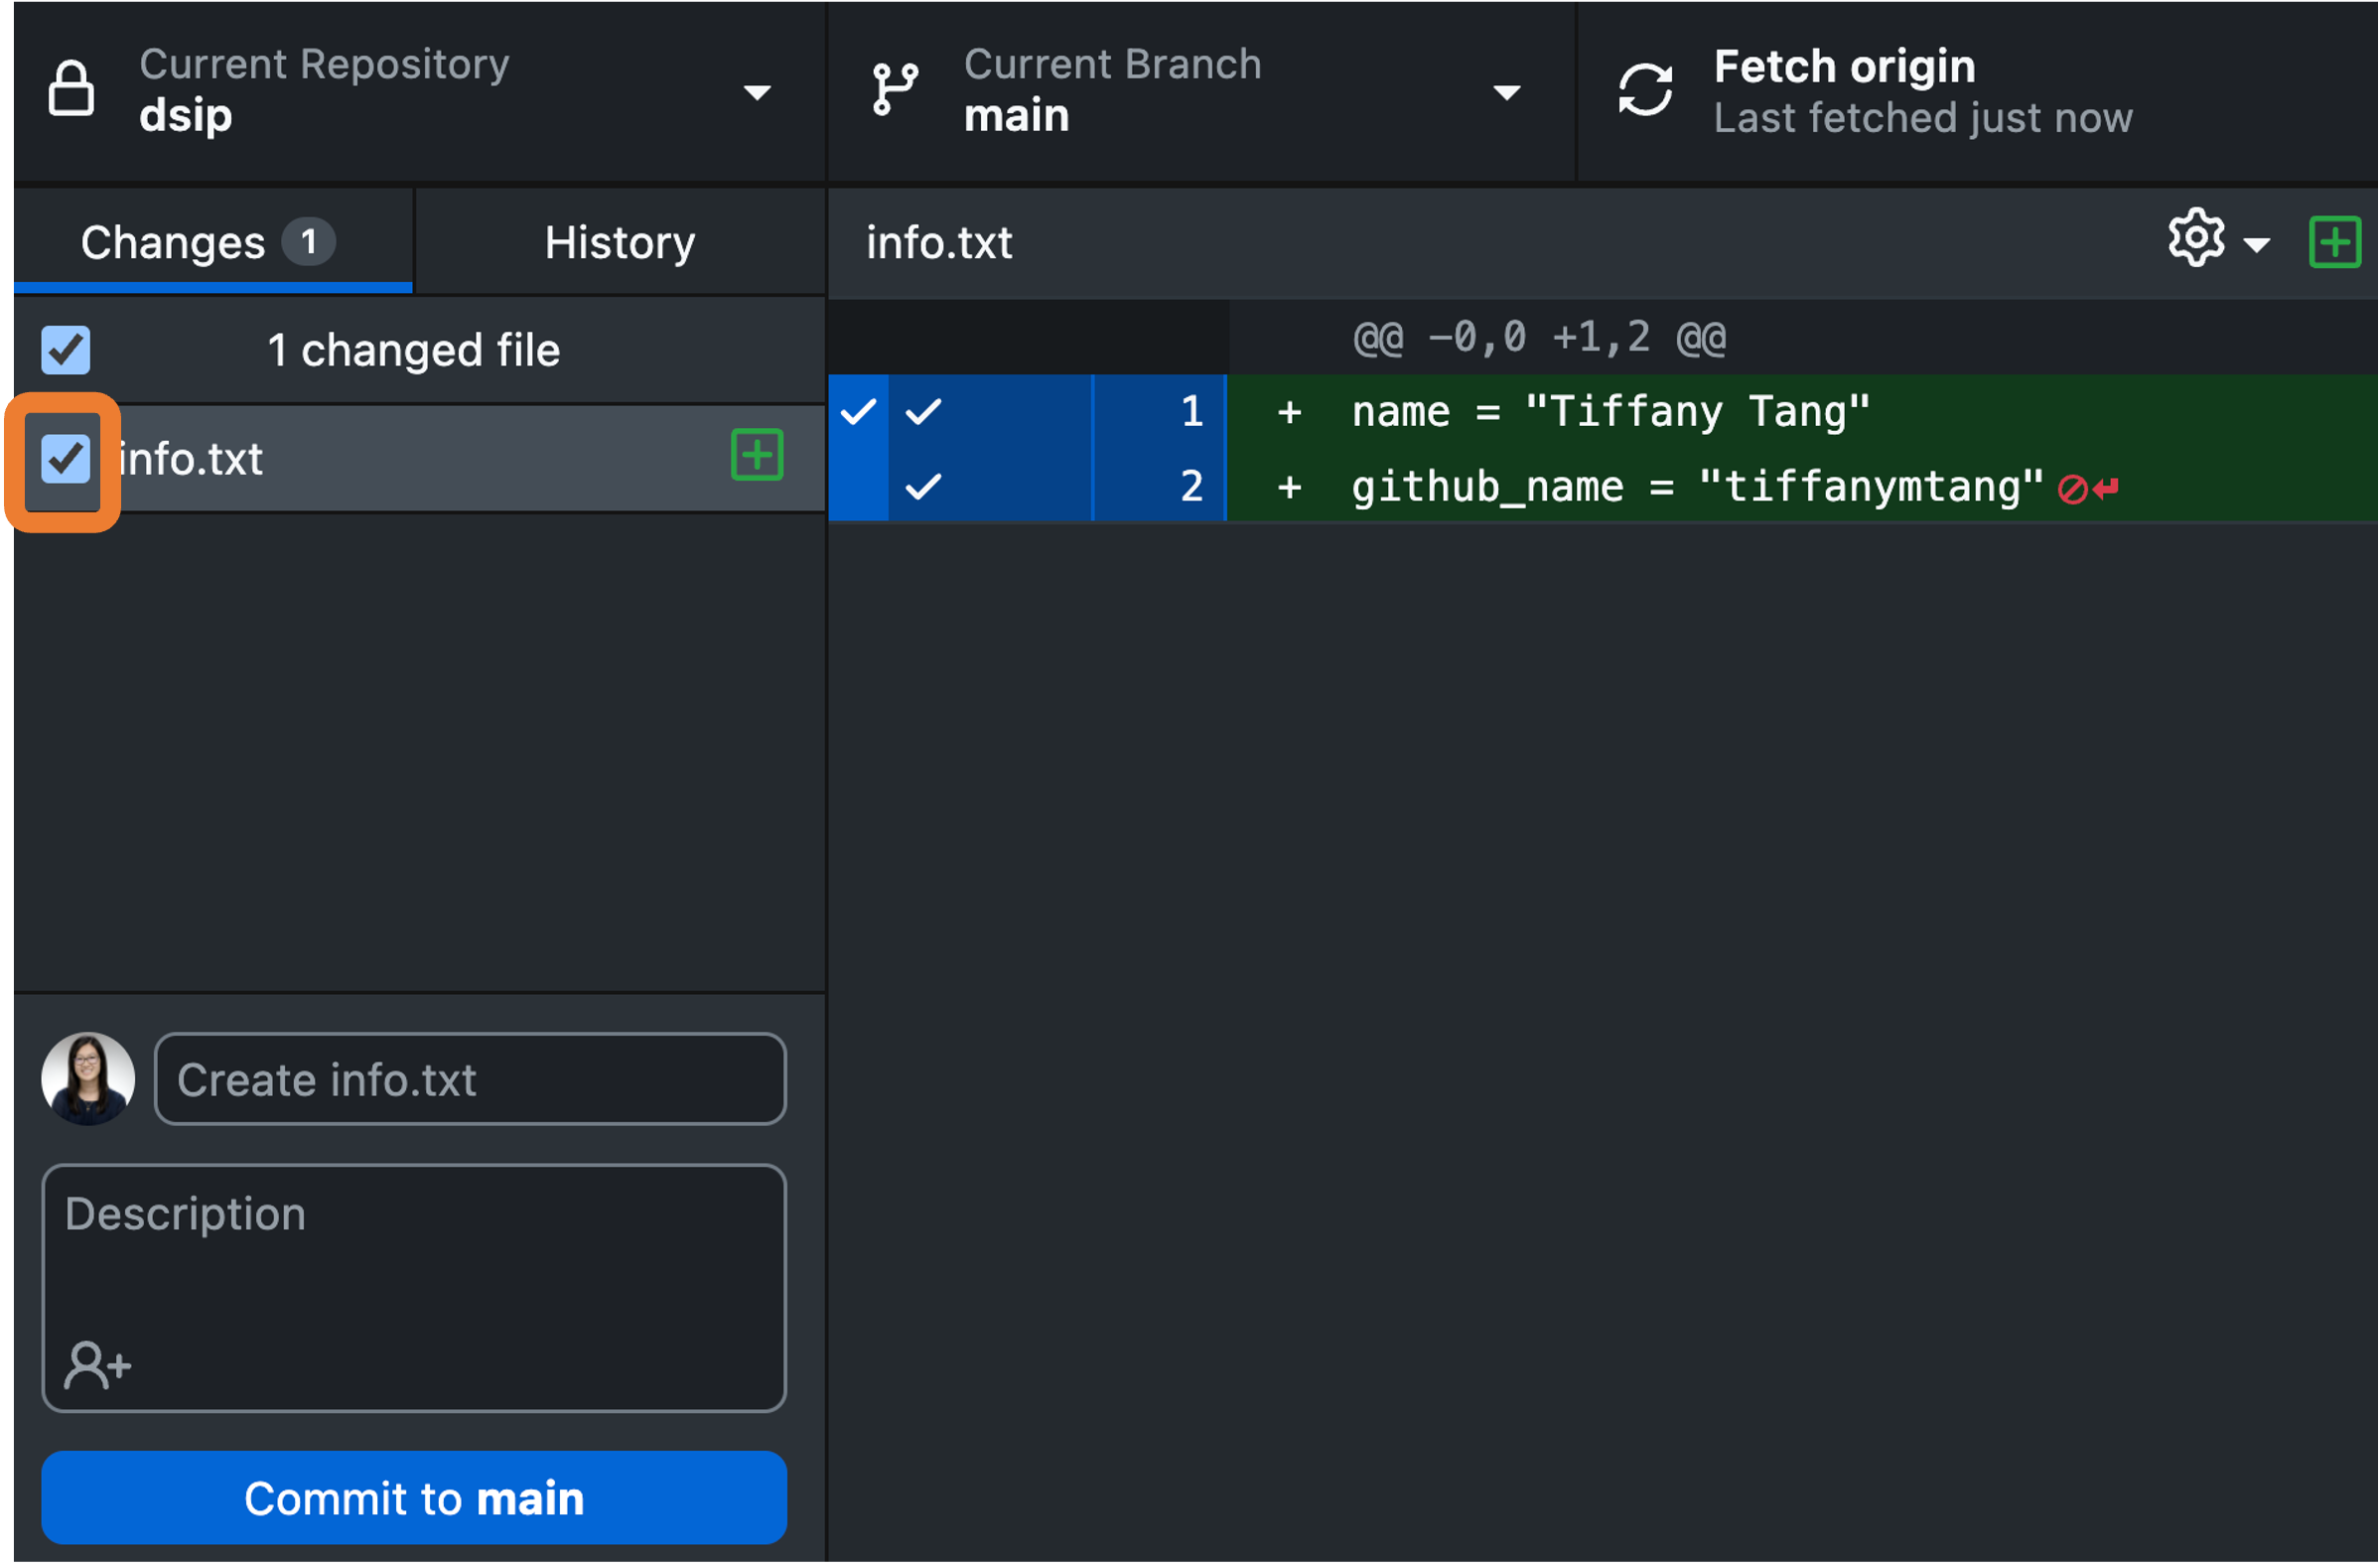 Current Repository
dsip
Current Branch
main
Fetch origin
Last fetched just now
Changes 1
History
info.txt
1 changed file
info.txt
@@ -0,0 +1,2 @@
1 + name = "Tiffany Tang"
2 + github_name = "tiffanymtang"
Create info.txt
Description
Commit to main